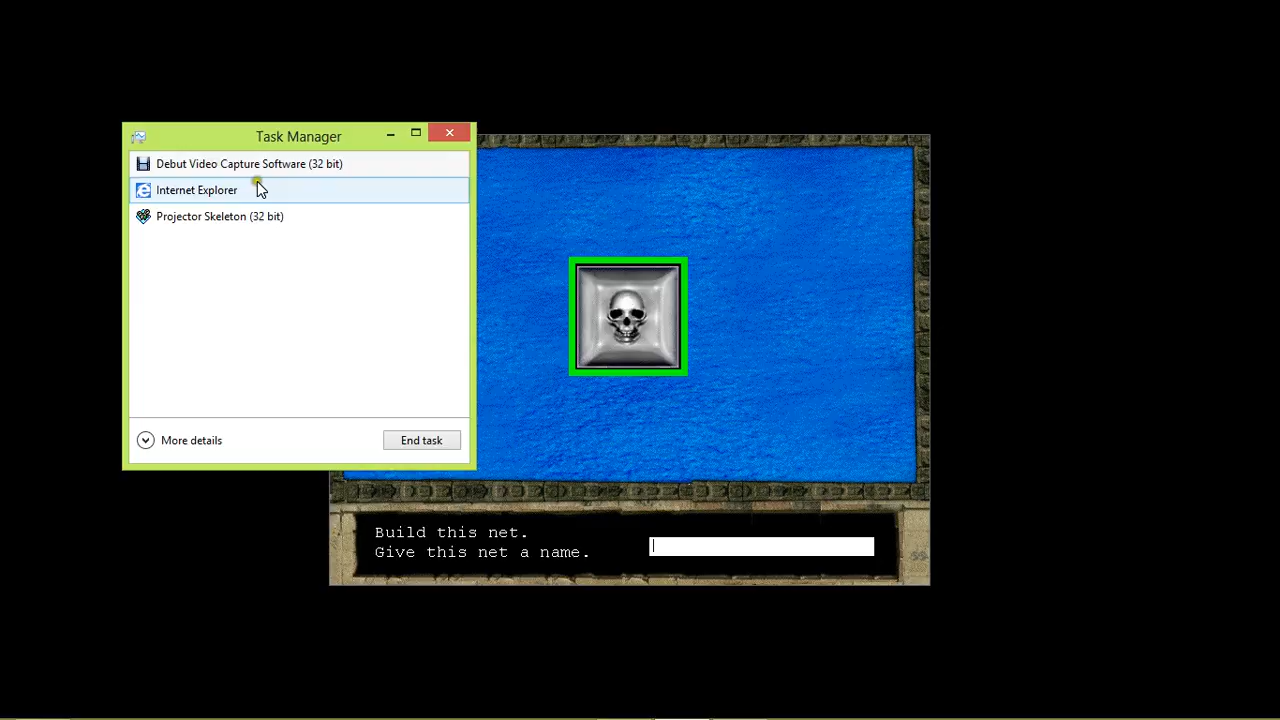 Task Manager
Debut Video Capture Software (32 bit)
Internet Explorer
Projector Skeleton (32 bit)
More details
End task
Build this net.
Give this net a name.